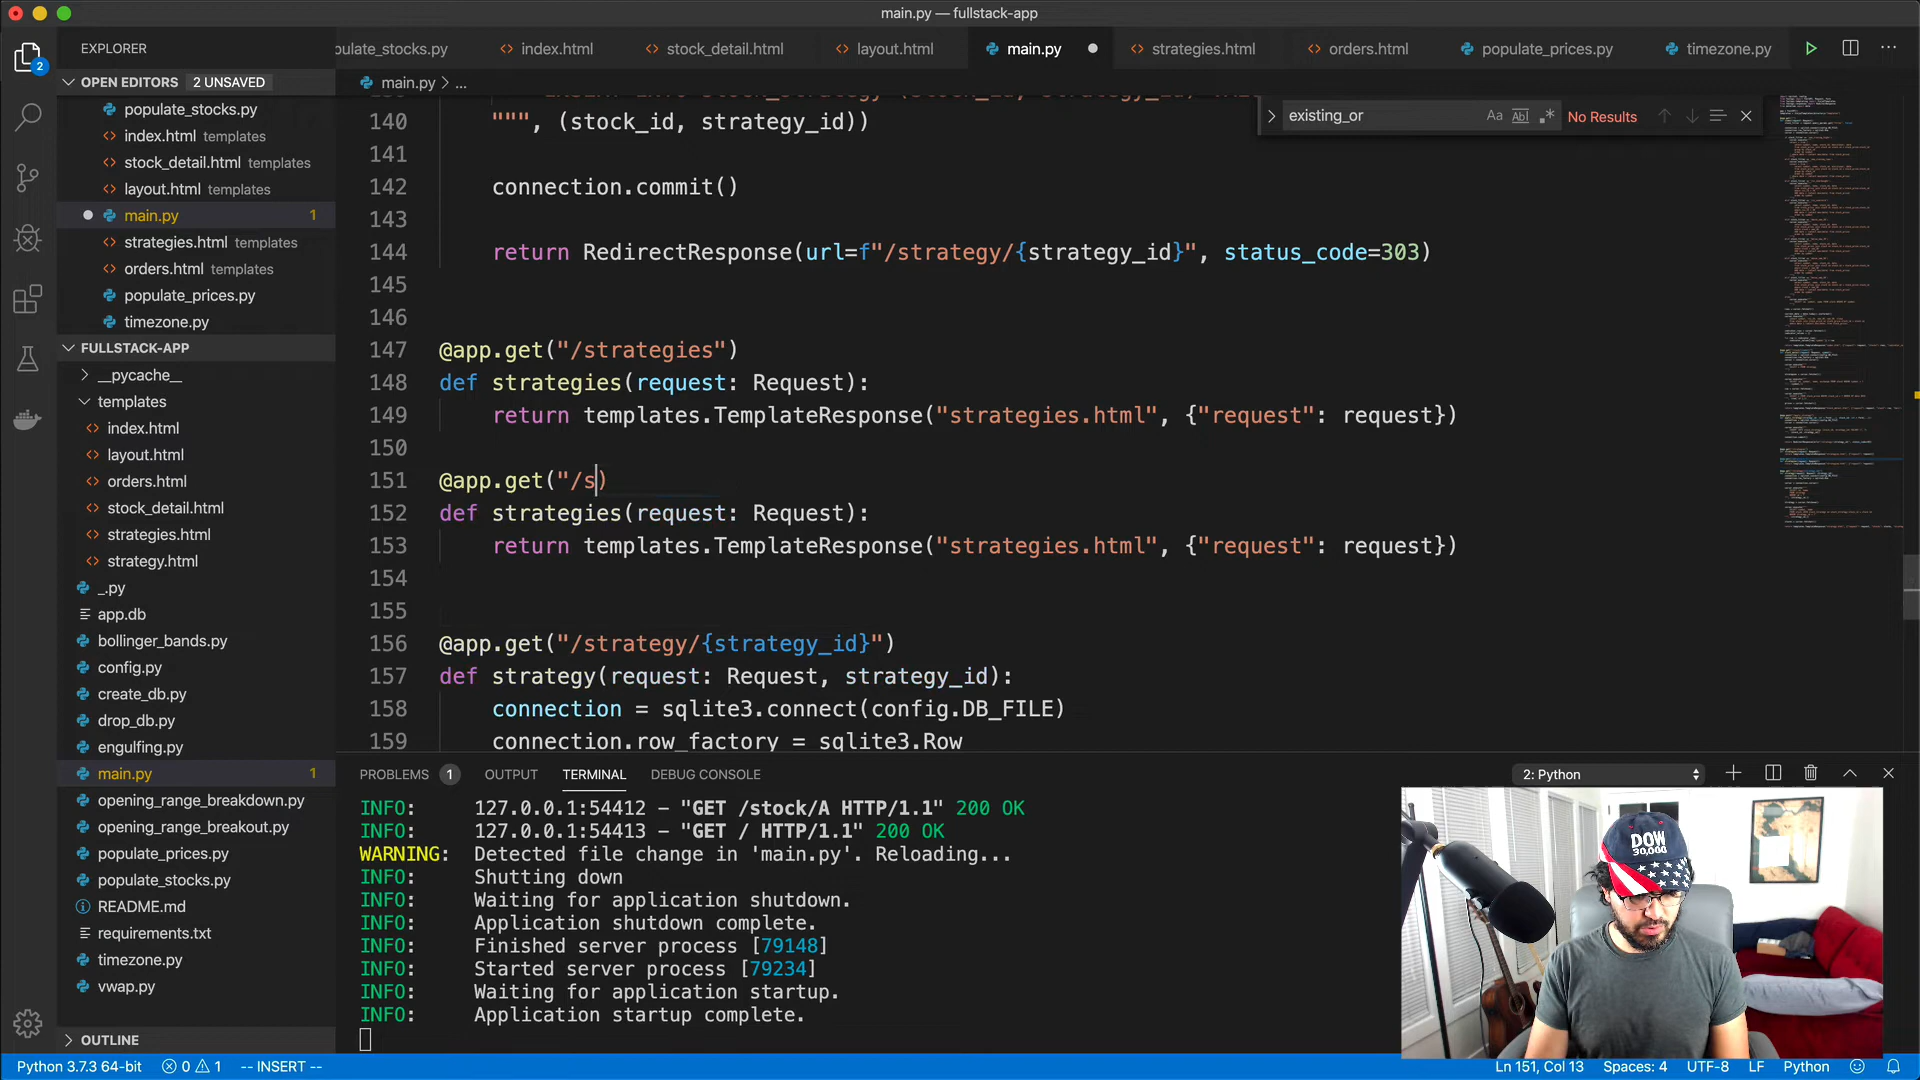 main.py — fullstack-app
EXPLORER
pulate_stocks.py
index.html
stock_detail.html
layout.html
main.py
strategies.html
orders.html
populate_prices.py
timezone.py
OPEN EDITORS 2 UNSAVED
populate_stocks.py
index.html templates
stock_detail.html templates
layout.html templates
main.py 1
strategies.html templates
orders.html templates
populate_prices.py
timezone.py
FULLSTACK-APP
__pycache__
templates
index.html
layout.html
orders.html
stock_detail.html
strategies.html
strategy.html
_.py
app.db
bollinger_bands.py
config.py
create_db.py
drop_db.py
engulfing.py
main.py 1
opening_range_breakdown.py
opening_range_breakout.py
populate_prices.py
populate_stocks.py
README.md
requirements.txt
timezone.py
vwap.py
OUTLINE
2
main.py > ...
existing_or Aa Abl .* No Results
140 """, (stock_id, strategy_id))
141
142 connection.commit()
143
144 return RedirectResponse(url=f"/strategy/{strategy_id}", status_code=303)
145
146
147 @app.get("/strategies")
148 def strategies(request: Request):
149 return templates.TemplateResponse("strategies.html", {"request": request})
150
151 @app.get("/s)
152 def strategies(request: Request):
153 return templates.TemplateResponse("strategies.html", {"request": request})
154
155
156 @app.get("/strategy/{strategy_id}")
157 def strategy(request: Request, strategy_id):
158 connection = sqlite3.connect(config.DB_FILE)
159 connection.row_factory = sqlite3.Row
PROBLEMS 1 OUTPUT TERMINAL DEBUG CONSOLE
2: Python
INFO: 127.0.0.1:54412 - "GET /stock/A HTTP/1.1" 200 OK
INFO: 127.0.0.1:54413 - "GET / HTTP/1.1" 200 OK
WARNING: Detected file change in 'main.py'. Reloading...
INFO: Shutting down
INFO: Waiting for application shutdown.
INFO: Application shutdown complete.
INFO: Finished server process [79148]
INFO: Started server process [79234]
INFO: Waiting for application startup.
INFO: Application startup complete.
DOW
30,000
Python 3.7.3 64-bit 0 1 -- INSERT --
Ln 151, Col 13 Spaces: 4 UTF-8 LF Python